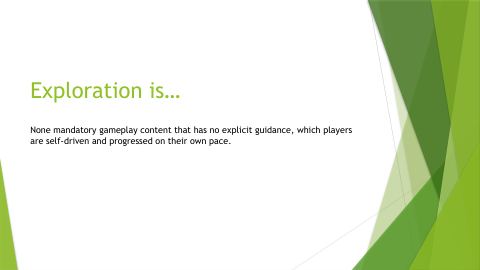 Exploration is…
None mandatory gameplay content that has no explicit guidance, which players
are self-driven and progressed on their own pace.